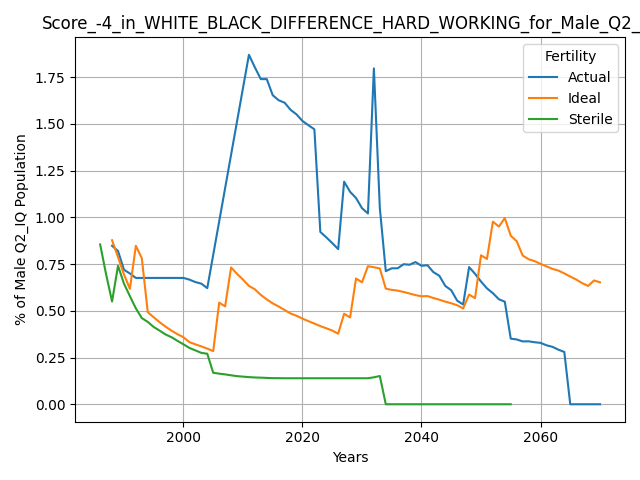 Score_-4_in_WHITE_BLACK_DIFFERENCE_HARD_WORKING_for_Male_Q2_
Fertility
Actual
Ideal
Sterile
% of Male Q2_IQ Population
1.75
1.50
1.25
1.00
0.75
0.50
0.25
0.00
2000 2020 2040 2060
Years